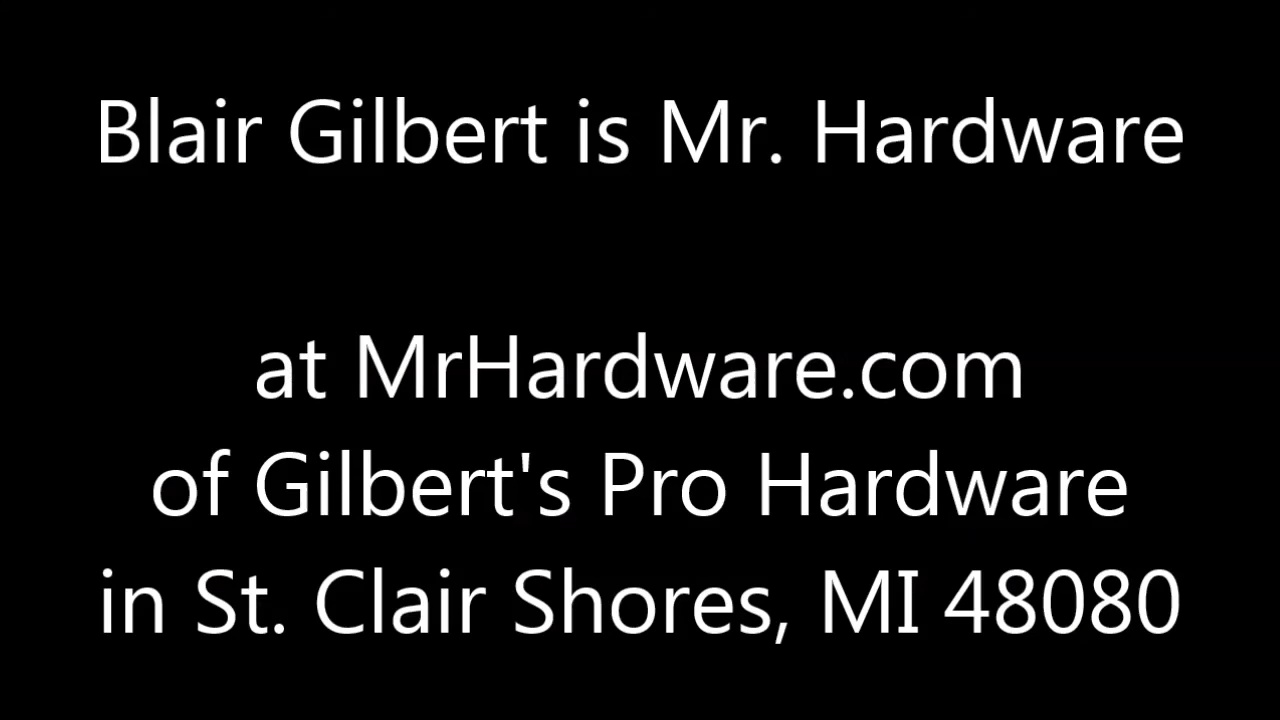 Blair Gilbert is Mr. Hardware
at MrHardware.com
of Gilbert's Pro Hardware
in St. Clair Shores, MI 48080